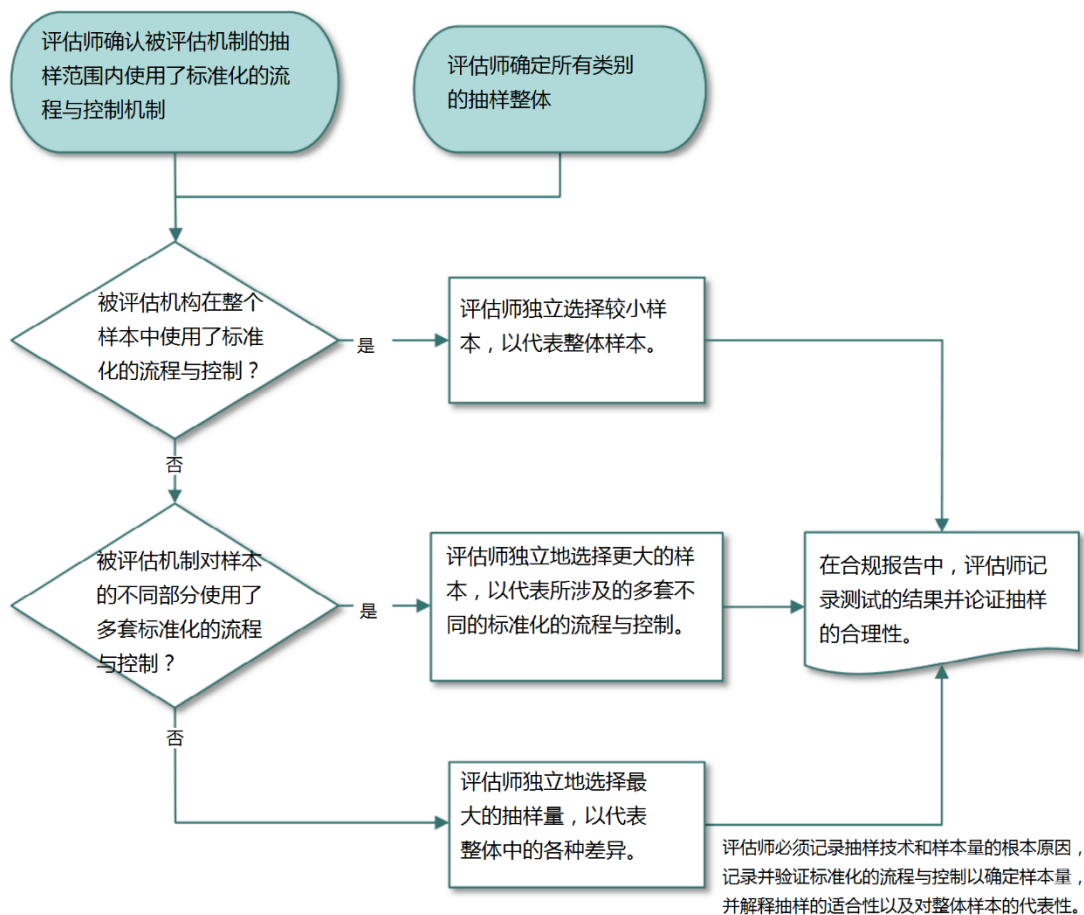 评估师确认被评估机制的抽
样范围内使用了标准化的流
程与控制机制
评估师确定所有类别
的抽样整体
被评估机构在整个
样本中使用了标准
化的流程与控制？
是
评估师独立选择较小样
本，以代表整体样本。
否
被评估机制对样本
的不同部分使用了
多套标准化的流程
与控制？
是
评估师独立地选择更大的样
本，以代表所涉及的多套不
同的标准化的流程与控制。
在合规报告中，评估师记
录测试的结果并论证抽样
的合理性。
否
评估师独立地选择最
大的抽样量，以代表
整体中的各种差异。
评估师必须记录抽样技术和样本量的根本原因，
记录并验证标准化的流程与控制以确定样本量，
并解释抽样的适合性以及对整体样本的代表性。